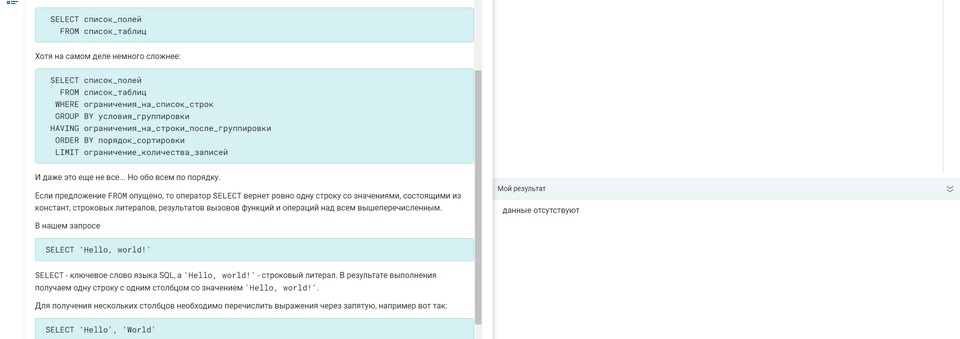 SELECT список_полей
FROM список_таблиц
Хотя на самом деле немного сложнее:
SELECT список_полей
FROM список_таблиц
WHERE ограничения_на_список_строк
GROUP BY условия_группировки
HAVING ограничения_на_строки_после_группировки
ORDER BY порядок_сортировки
LIMIT ограничение_количества_записей
И даже это еще не все... Но обо всем по порядку.
Если предложение FROM опущено, то оператор SELECT вернет ровно одну строку со значениями, состоящими из
констант, строковых литералов, результатов вызовов функций и операций над всем вышеперечисленным.
В нашем запросе
SELECT 'Hello, world!'
SELECT - ключевое слово языка SQL, а 'Hello, world!' - строковый литерал. В результате выполнения
получаем одну строку с одним столбцом со значением 'Hello, world!'.
Для получения нескольких столбцов необходимо перечислить выражения через запятую, например вот так:
SELECT 'Hello', 'World'
Мой результат
данные отсутствуют